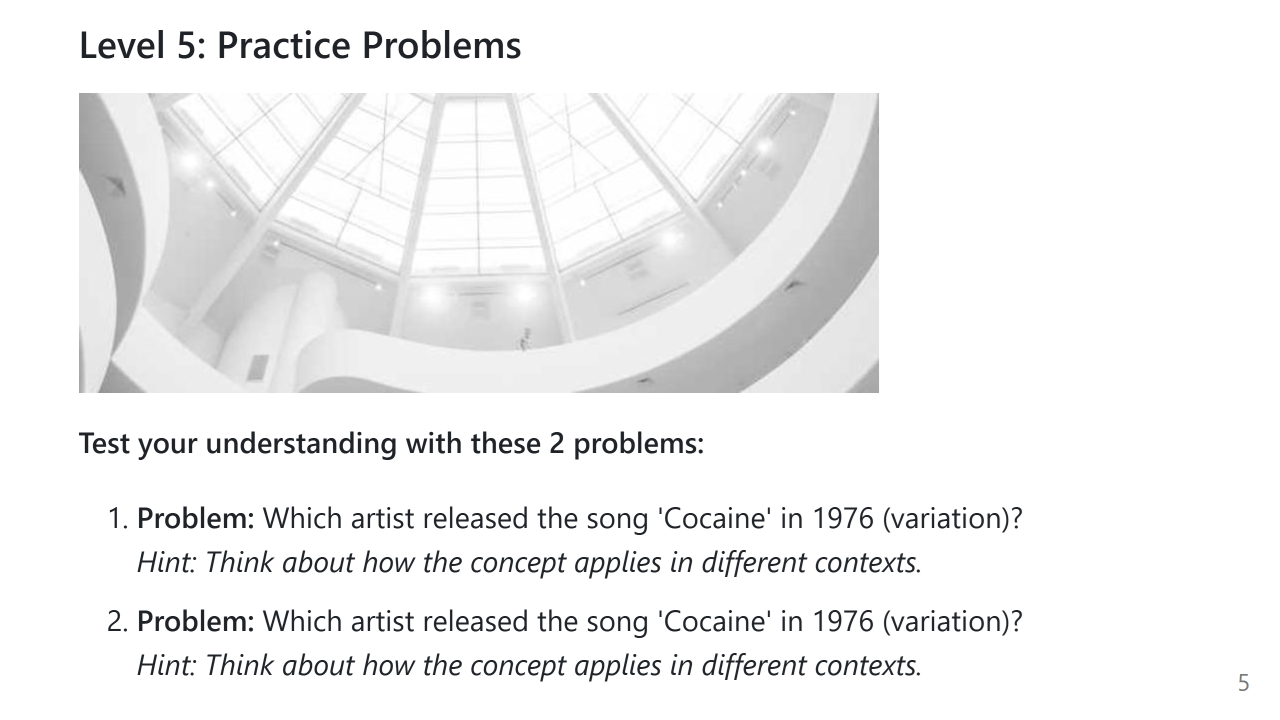 Level 5: Practice Problems
Test your understanding with these 2 problems:
1. Problem: Which artist released the song 'Cocaine' in 1976 (variation)?
Hint: Think about how the concept applies in different contexts.
2. Problem: Which artist released the song 'Cocaine' in 1976 (variation)?
Hint: Think about how the concept applies in different contexts.
5